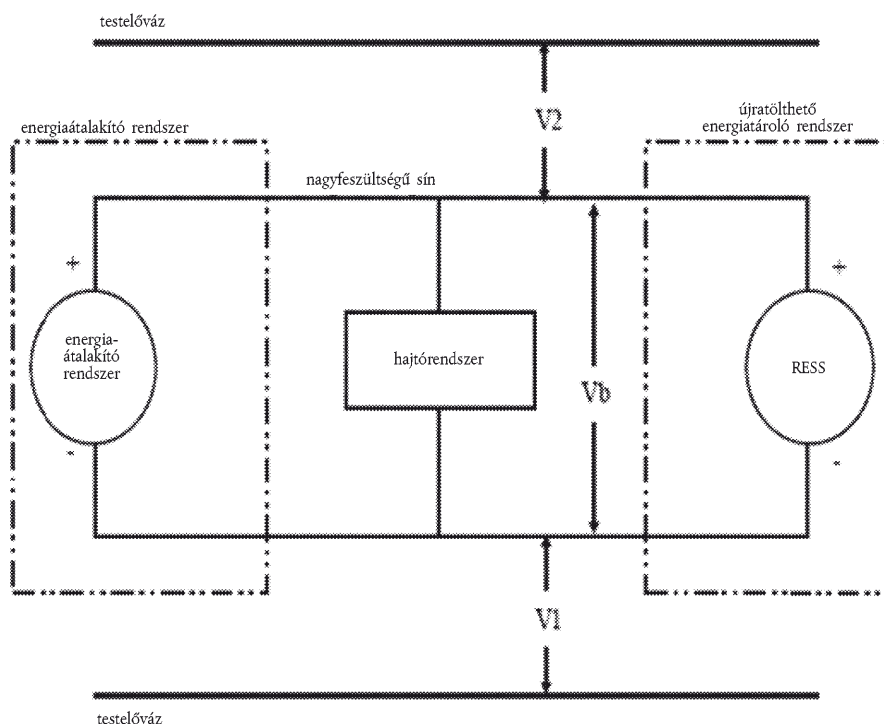 testelőváz
V2
energiaátalakító rendszer
újratölthető
energiatároló rendszer
nagyfeszültségű sín
+
+
energia-
átalakító
rendszer
hajtórendszer
RESS
Vb
-
-
V1
testelőváz